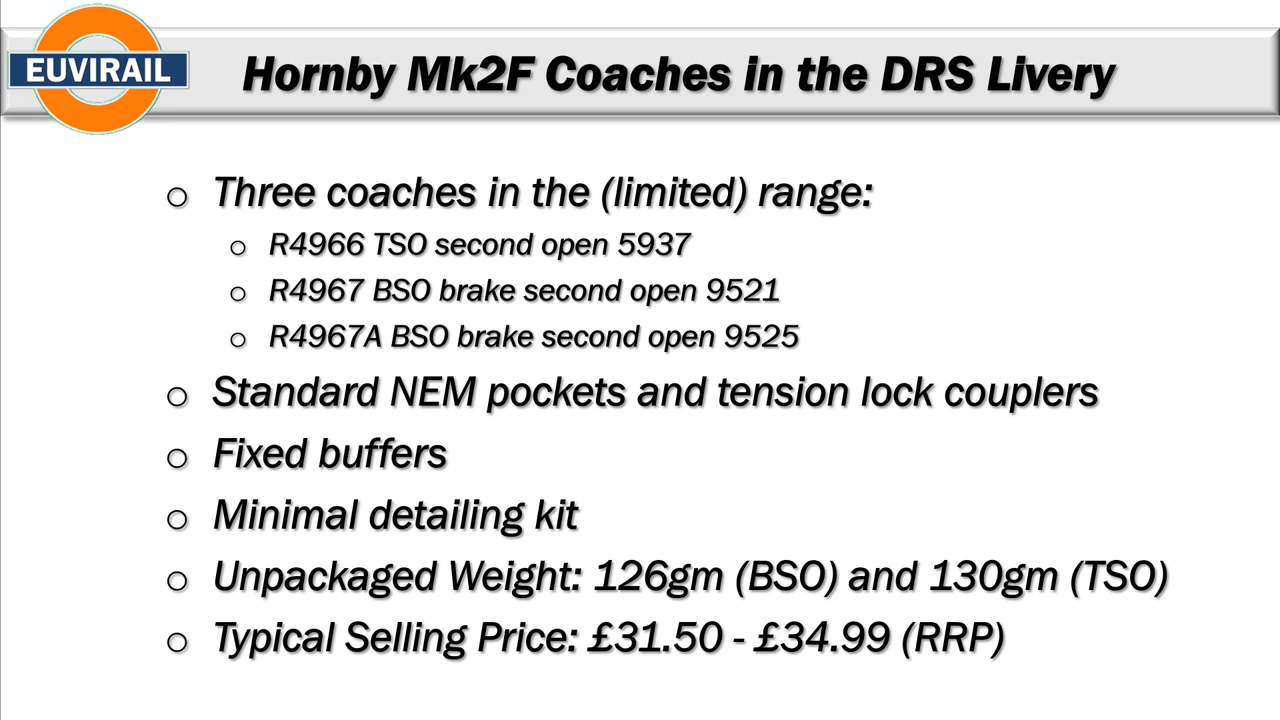 EUVIRAIL
Hornby Mk2F Coaches in the DRS Livery
Three coaches in the (limited) range:
R4966 TSO second open 5937
R4967 BSO brake second open 9521
R4967A BSO brake second open 9525
Standard NEM pockets and tension lock couplers
Fixed buffers
Minimal detailing kit
Unpackaged Weight: 126gm (BSO) and 130gm (TSO)
Typical Selling Price: £31.50 - £34.99 (RRP)